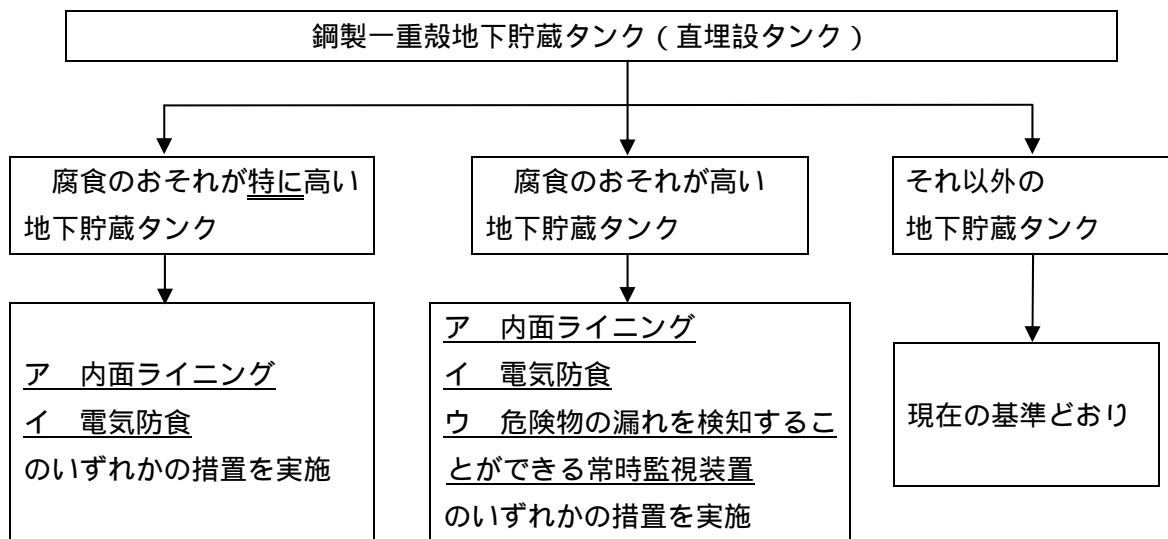 鋼製一重殻地下貯蔵タンク(直埋設タンク)
腐食のおそれが特に高い
地下貯蔵タンク
腐食のおそれが高い
地下貯蔵タンク
それ以外の
地下貯蔵タンク
ア 内面ライニング
イ 電気防食
のいずれかの措置を実施
ア 内面ライニング
イ 電気防食
ウ 危険物の漏れを検知するこ
とができる常時監視装置
のいずれかの措置を実施
現在の基準どおり